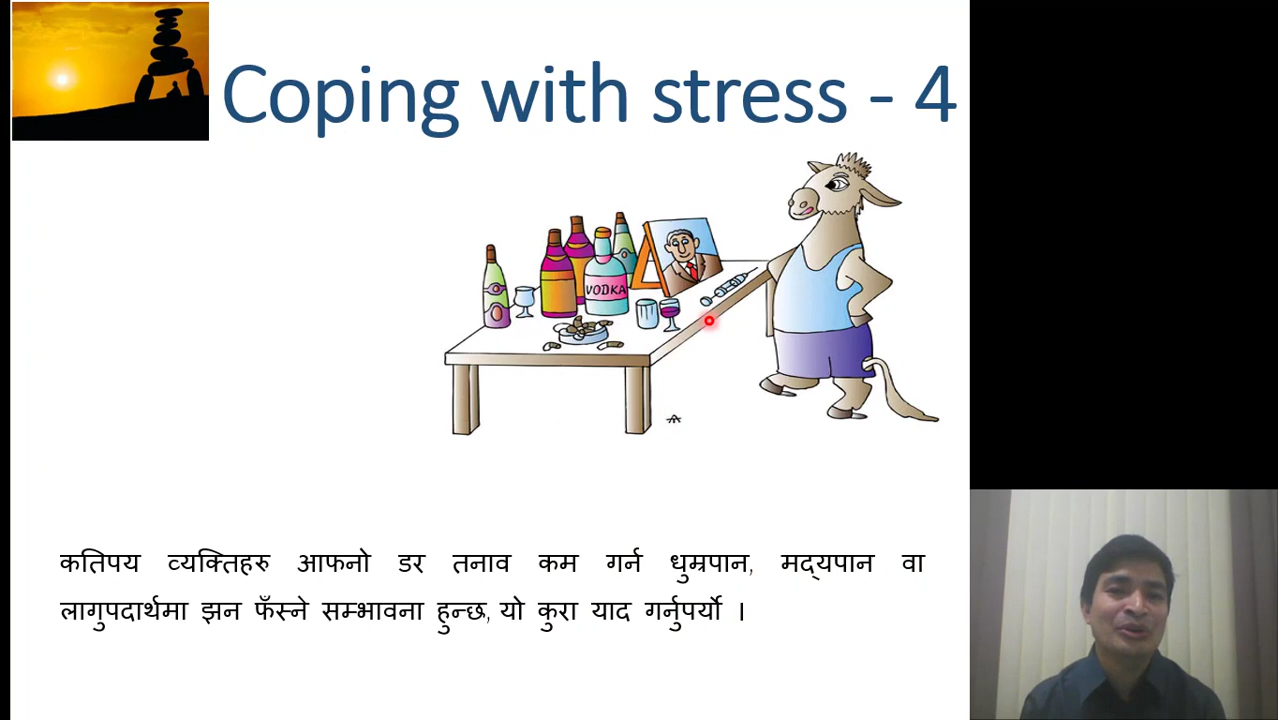 Coping with stress - 4
VODKA
कतिपय व्यक्तिहरु आफनो डर तनाव कम गर्न धुम्रपान, मद्यपान वा
लागुपदार्थमा झन फँस्ने सम्भावना हुन्छ, यो कुरा याद गर्नुपर्यो ।